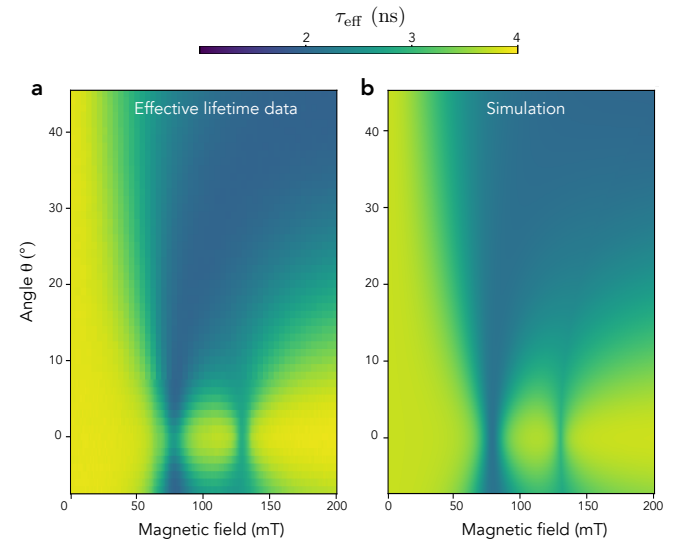 τeff (ns)
2 3 4
a b
Effective lifetime data Simulation
40 40
30 30
20 20
10 10
0 0
Angle θ (°)
0 50 100 150 200 0 50 100 150 200
Magnetic field (mT) Magnetic field (mT)